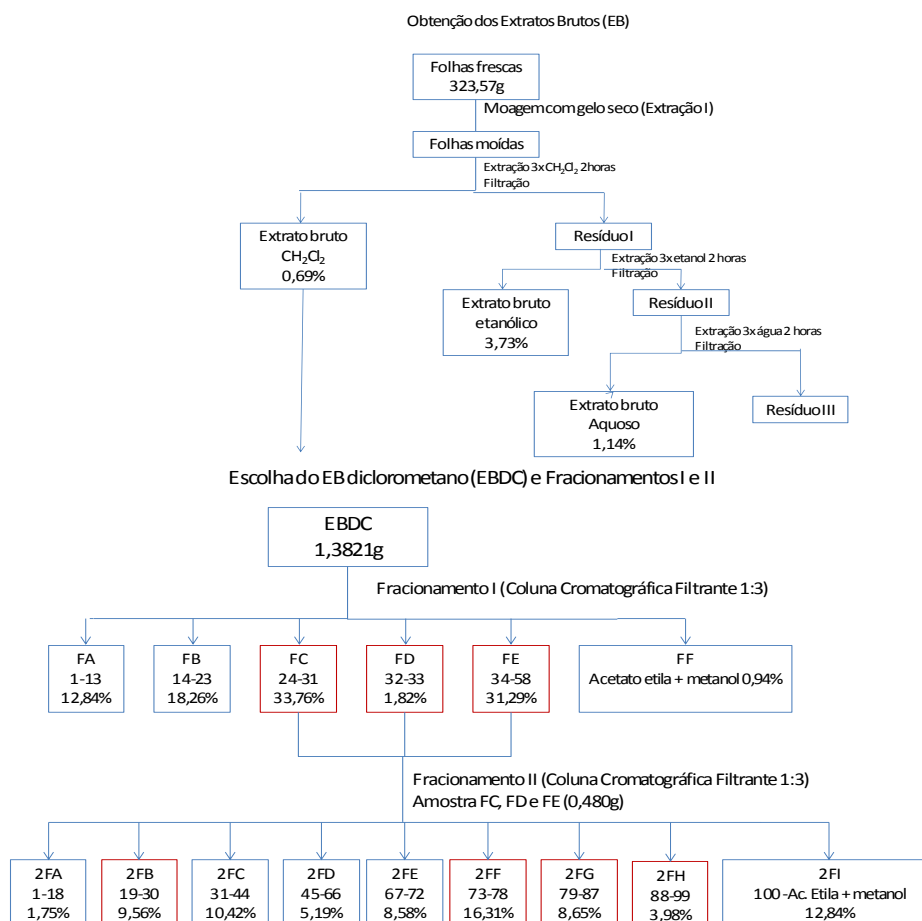 Obtenção dos Extratos Brutos (EB)
Folhas frescas
323,57g
Moagem com gelo seco (Extração I)
Folhas moídas
Extração 3x CH₂Cl₂ 2 horas
Filtração
Extrato bruto
CH₂Cl₂
0,69%
Resíduo I
Extração 3x etanol 2 horas
Filtração
Extrato bruto
etanólico
3,73%
Resíduo II
Extração 3x água 2 horas
Filtração
Extrato bruto
Aquoso
1,14%
Resíduo III
Escolha do EB diclorometano (EBDC) e Fracionamentos I e II
EBDC
1,3821g
Fracionamento I (Coluna Cromatográfica Filtrante 1:3)
FA
1-13
12,84%
FB
14-23
18,26%
FC
24-31
33,76%
FD
32-33
1,82%
FE
34-58
31,29%
FF
Acetato etila + metanol 0,94%
Fracionamento II (Coluna Cromatográfica Filtrante 1:3)
Amostra FC, FD e FE (0,480g)
2FA
1-18
1,75%
2FB
19-30
9,56%
2FC
31-44
10,42%
2FD
45-66
5,19%
2FE
67-72
8,58%
2FF
73-78
16,31%
2FG
79-87
8,65%
2FH
88-99
3,98%
2FI
100 -Ac. Etila + metanol
12,84%